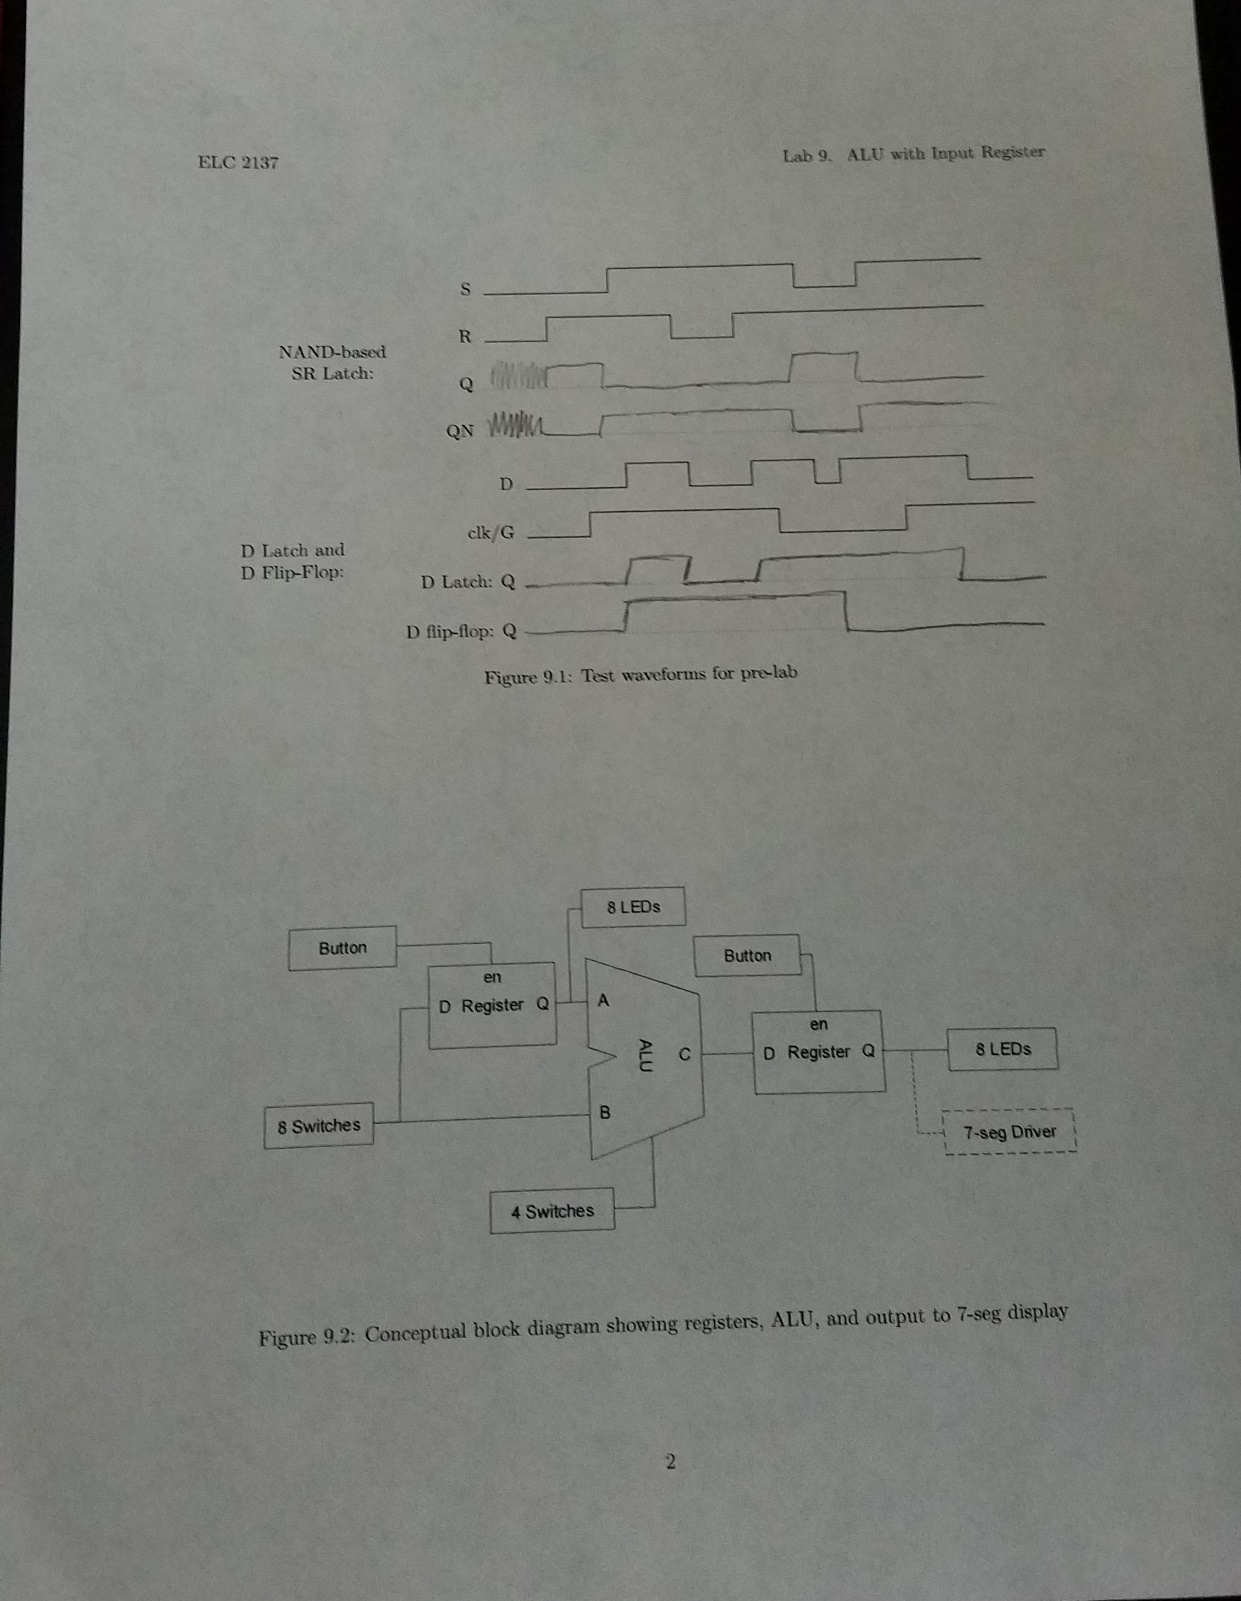 ELC 2137
Lab 9. ALU with Input Register
S
R
NAND-based
SR Latch:
Q
QN
D
clk/G
D Latch and
D Flip-Flop:
D Latch: Q
D flip-flop: Q
Figure 9.1: Test waveforms for pre-lab
8 LEDs
Button
Button
en
D Register Q
A
ALU
C
en
D Register Q
8 LEDs
B
8 Switches
7-seg Driver
4 Switches
Figure 9.2: Conceptual block diagram showing registers, ALU, and output to 7-seg display
2